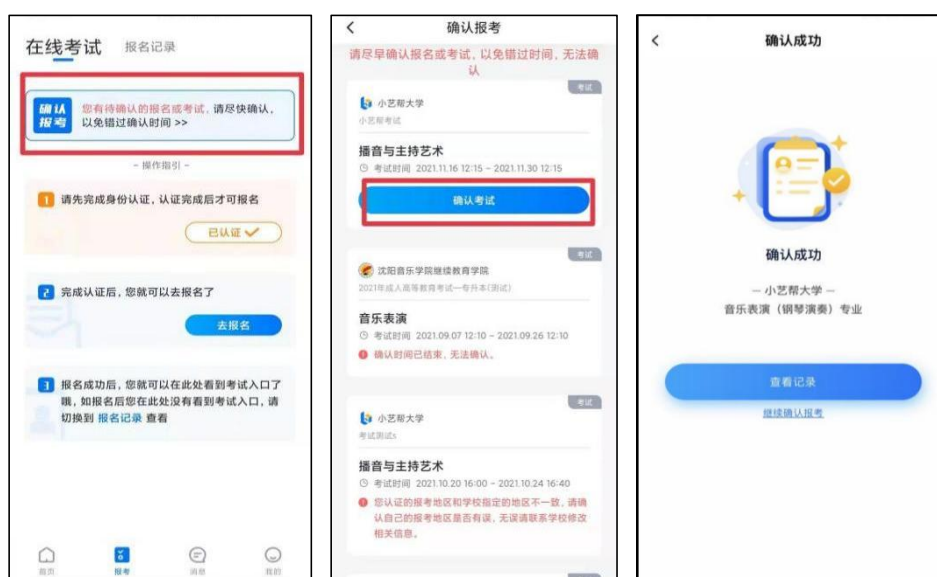 在线考试 报名记录
确认
报考
您有待确认的报名或考试，请尽快确认，
以免错过确认时间 >>
- 操作指引 -
1 请先完成身份认证，认证完成后才可报名
已认证
2 完成认证后，您就可以去报名了
去报名
3 报名成功后，您就可以在此处看到考试入口了
哦，如报名后您在此处没有看到考试入口，请
切换到 报名记录 查看
首页 报考 消息 我的
确认报考
请尽早确认报名或考试，以免错过时间，无法确
认
考试
小艺帮大学
小艺帮考试
播音与主持艺术
考试时间 2021.11.16 12:15 ~ 2021.11.30 12:15
确认考试
考试
沈阳音乐学院继续教育学院
2021年成人高等教育考试—专升本(测试)
音乐表演
考试时间 2021.09.07 12:10 ~ 2021.09.26 12:10
确认时间已结束，无法确认。
考试
小艺帮大学
考试测试s
播音与主持艺术
考试时间 2021.10.20 16:00 ~ 2021.10.24 16:40
您认证的报考地区和学校指定的地区不一致，请确
认自己的报考地区是否有误，无误请联系学校修改
相关信息。
确认成功
确认成功
— 小艺帮大学 —
音乐表演（钢琴演奏）专业
查看记录
继续确认报考